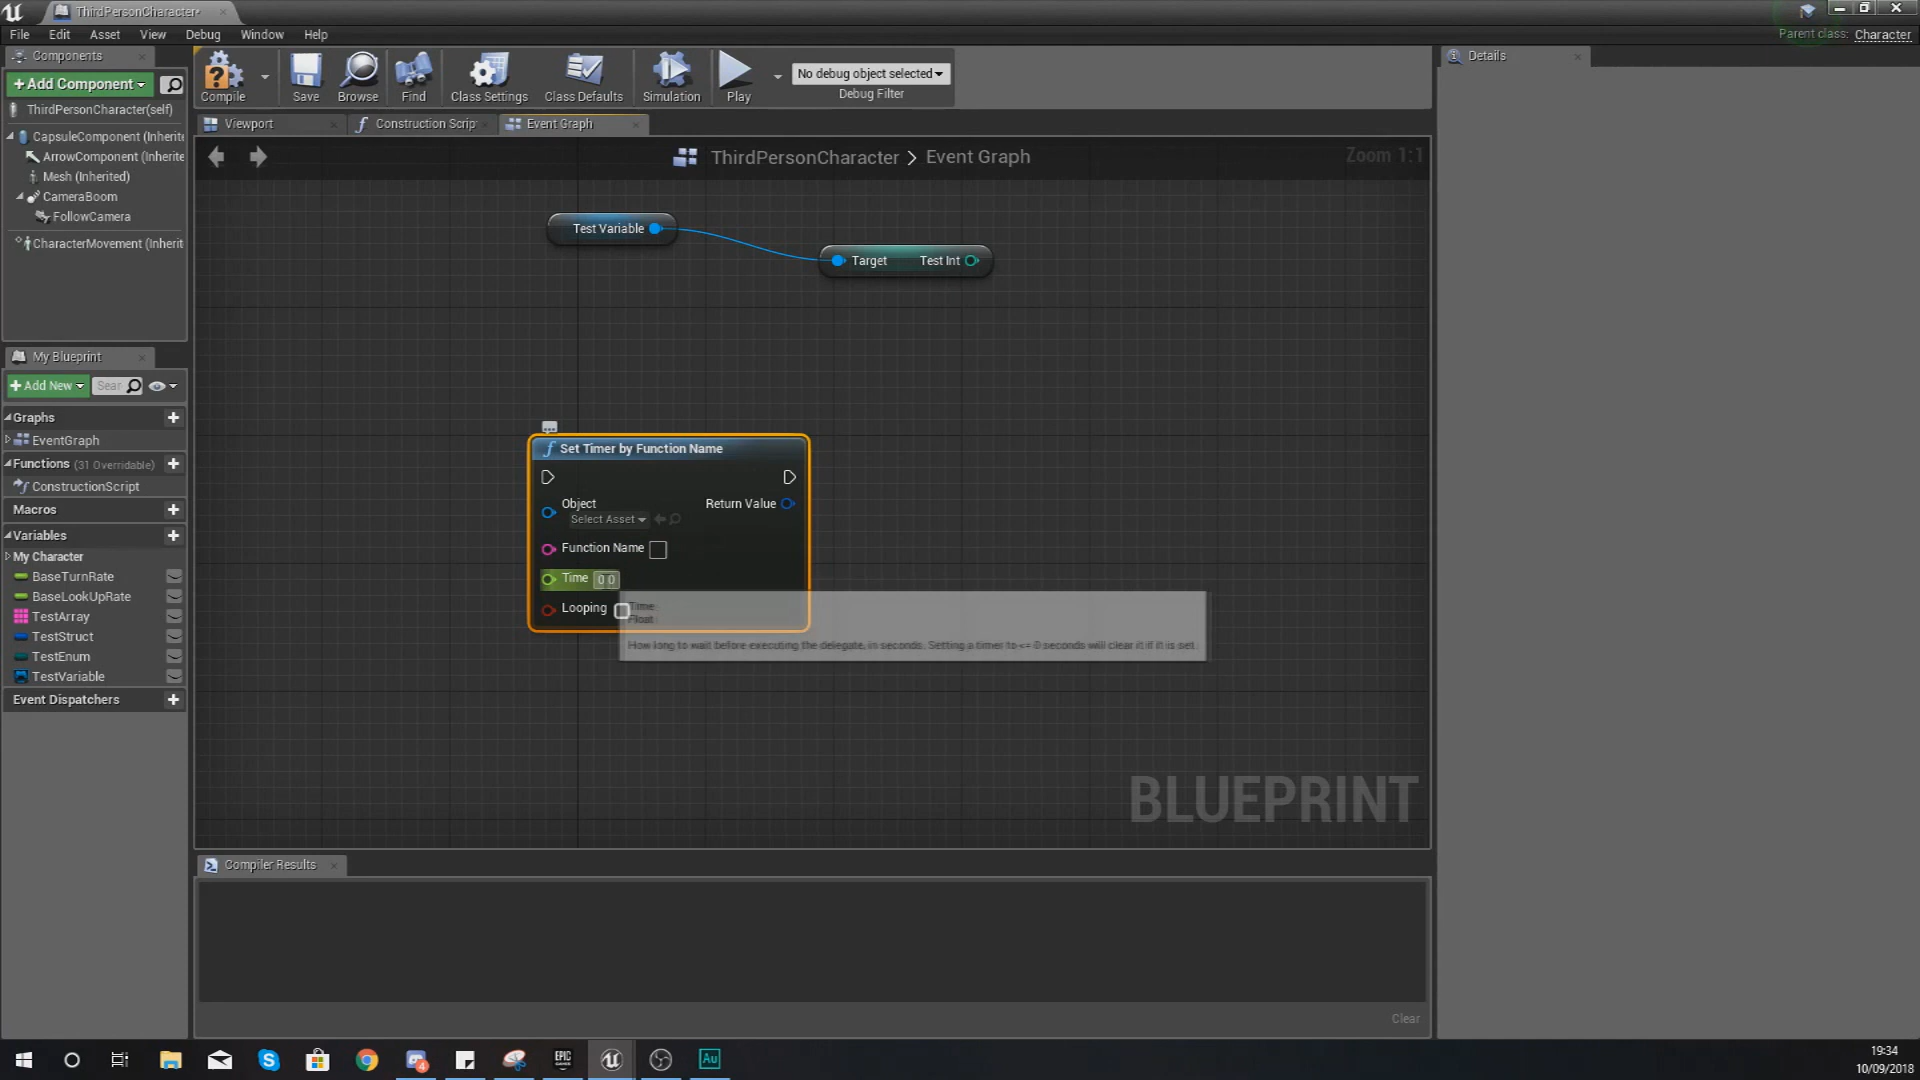 ThirdPersonCharacter*
File Edit Asset View Debug Window Help
Parent class: Character
Components
+Add Component
ThirdPersonCharacter(self)
CapsuleComponent (Inherite
ArrowComponent (Inherite
Mesh (Inherited)
CameraBoom
FollowCamera
CharacterMovement (Inherit
Compile
Save
Browse
Find
Class Settings
Class Defaults
Simulation
Play
No debug object selected
Debug Filter
Details
Viewport
Construction Scrip
Event Graph
ThirdPersonCharacter > Event Graph
Zoom 1:1
Test Variable
Target Test Int
My Blueprint
+Add New
Sear
Graphs
EventGraph
Functions (31 Overridable)
ConstructionScript
Macros
Variables
My Character
BaseTurnRate
BaseLookUpRate
TestArray
TestStruct
TestEnum
TestVariable
Event Dispatchers
Set Timer by Function Name
Object
Select Asset
Return Value
Function Name
Time 0.0
Looping
Time
Float
How long to wait before executing the delegate, in seconds. Setting a timer to <= 0 seconds will clear it if it is set.
BLUEPRINT
Compiler Results
Clear
4
EPIC
Au
19:34
10/09/2018